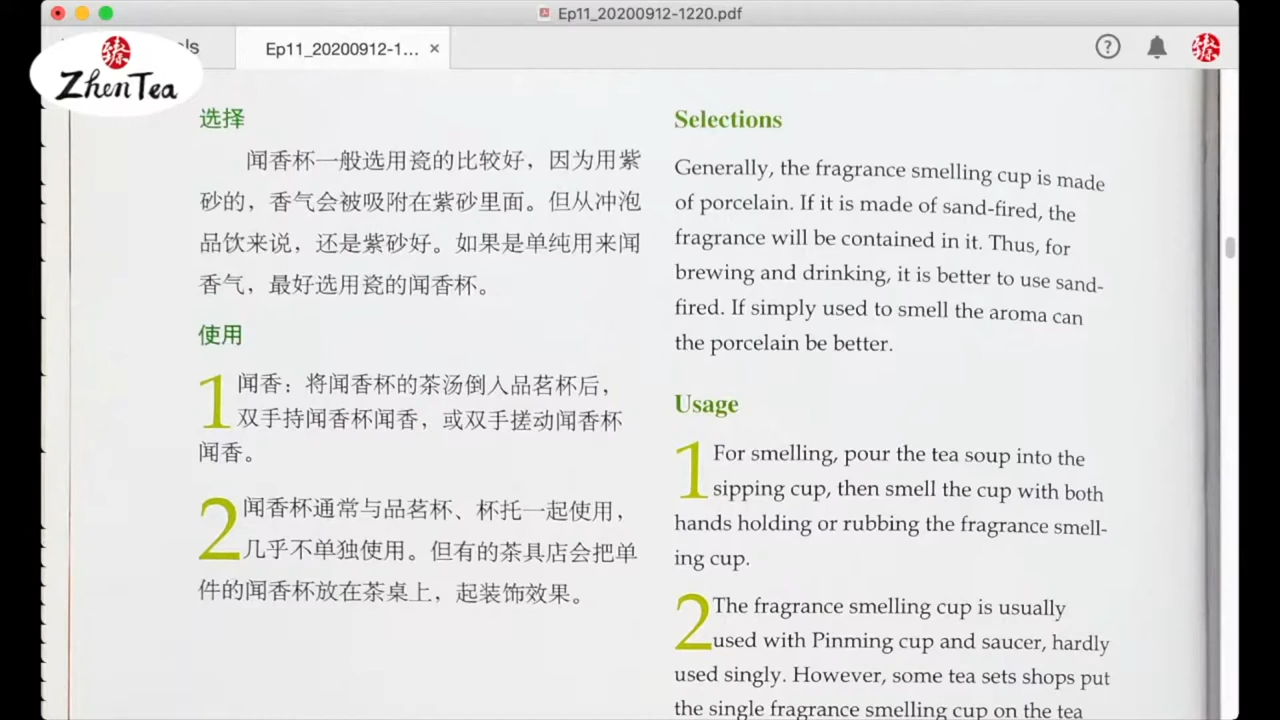 Ep11_20200912-1220.pdf
Ep11_20200912-1...
ZhenTea
选择
闻香杯一般选用瓷的比较好，因为用紫
砂的，香气会被吸附在紫砂里面。但从冲泡
品饮来说，还是紫砂好。如果是单纯用来闻
香气，最好选用瓷的闻香杯。
使用
1 闻香：将闻香杯的茶汤倒入品茗杯后，
双手持闻香杯闻香，或双手搓动闻香杯
闻香。
2 闻香杯通常与品茗杯、杯托一起使用，
几乎不单独使用。但有的茶具店会把单
件的闻香杯放在茶桌上，起装饰效果。
Selections
Generally, the fragrance smelling cup is made
of porcelain. If it is made of sand-fired, the
fragrance will be contained in it. Thus, for
brewing and drinking, it is better to use sand-
fired. If simply used to smell the aroma can
the porcelain be better.
Usage
1 For smelling, pour the tea soup into the
sipping cup, then smell the cup with both
hands holding or rubbing the fragrance smell-
ing cup.
2 The fragrance smelling cup is usually
used with Pinming cup and saucer, hardly
used singly. However, some tea sets shops put
the single fragrance smelling cup on the tea